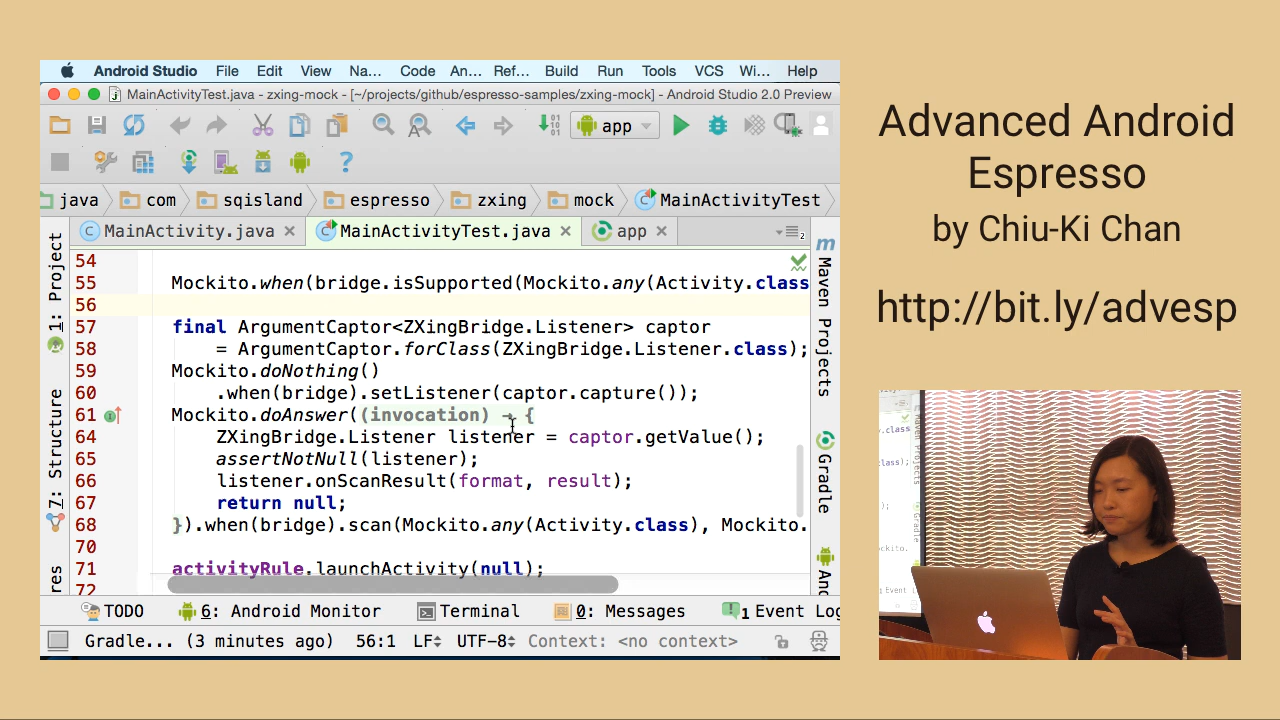 Android Studio File Edit View Na... Code An... Ref... Build Run Tools VCS Wi... Help
MainActivityTest.java - zxing-mock - [~/projects/github/espresso-samples/zxing-mock] - Android Studio 2.0 Preview
app
java com sqisland espresso zxing mock MainActivityTest
MainActivity.java MainActivityTest.java app
54
55 Mockito.when(bridge.isSupported(Mockito.any(Activity.class
56
57 final ArgumentCaptor<ZXingBridge.Listener> captor
58 = ArgumentCaptor.forClass(ZXingBridge.Listener.class);
59 Mockito.doNothing()
60 .when(bridge).setListener(captor.capture());
61 Mockito.doAnswer((invocation) → {
64 ZXingBridge.Listener listener = captor.getValue();
65 assertNotNull(listener);
66 listener.onScanResult(format, result);
67 return null;
68 }).when(bridge).scan(Mockito.any(Activity.class), Mockito.
70
71 activityRule.launchActivity(null);
72
1: Project
7: Structure
res
Maven Projects
Gradle
An
TODO 6: Android Monitor Terminal 0: Messages 1 Event Log
Gradle... (3 minutes ago) 56:1 LF UTF-8 Context: <no context>
Advanced Android
Espresso
by Chiu-Ki Chan
http://bit.ly/advesp